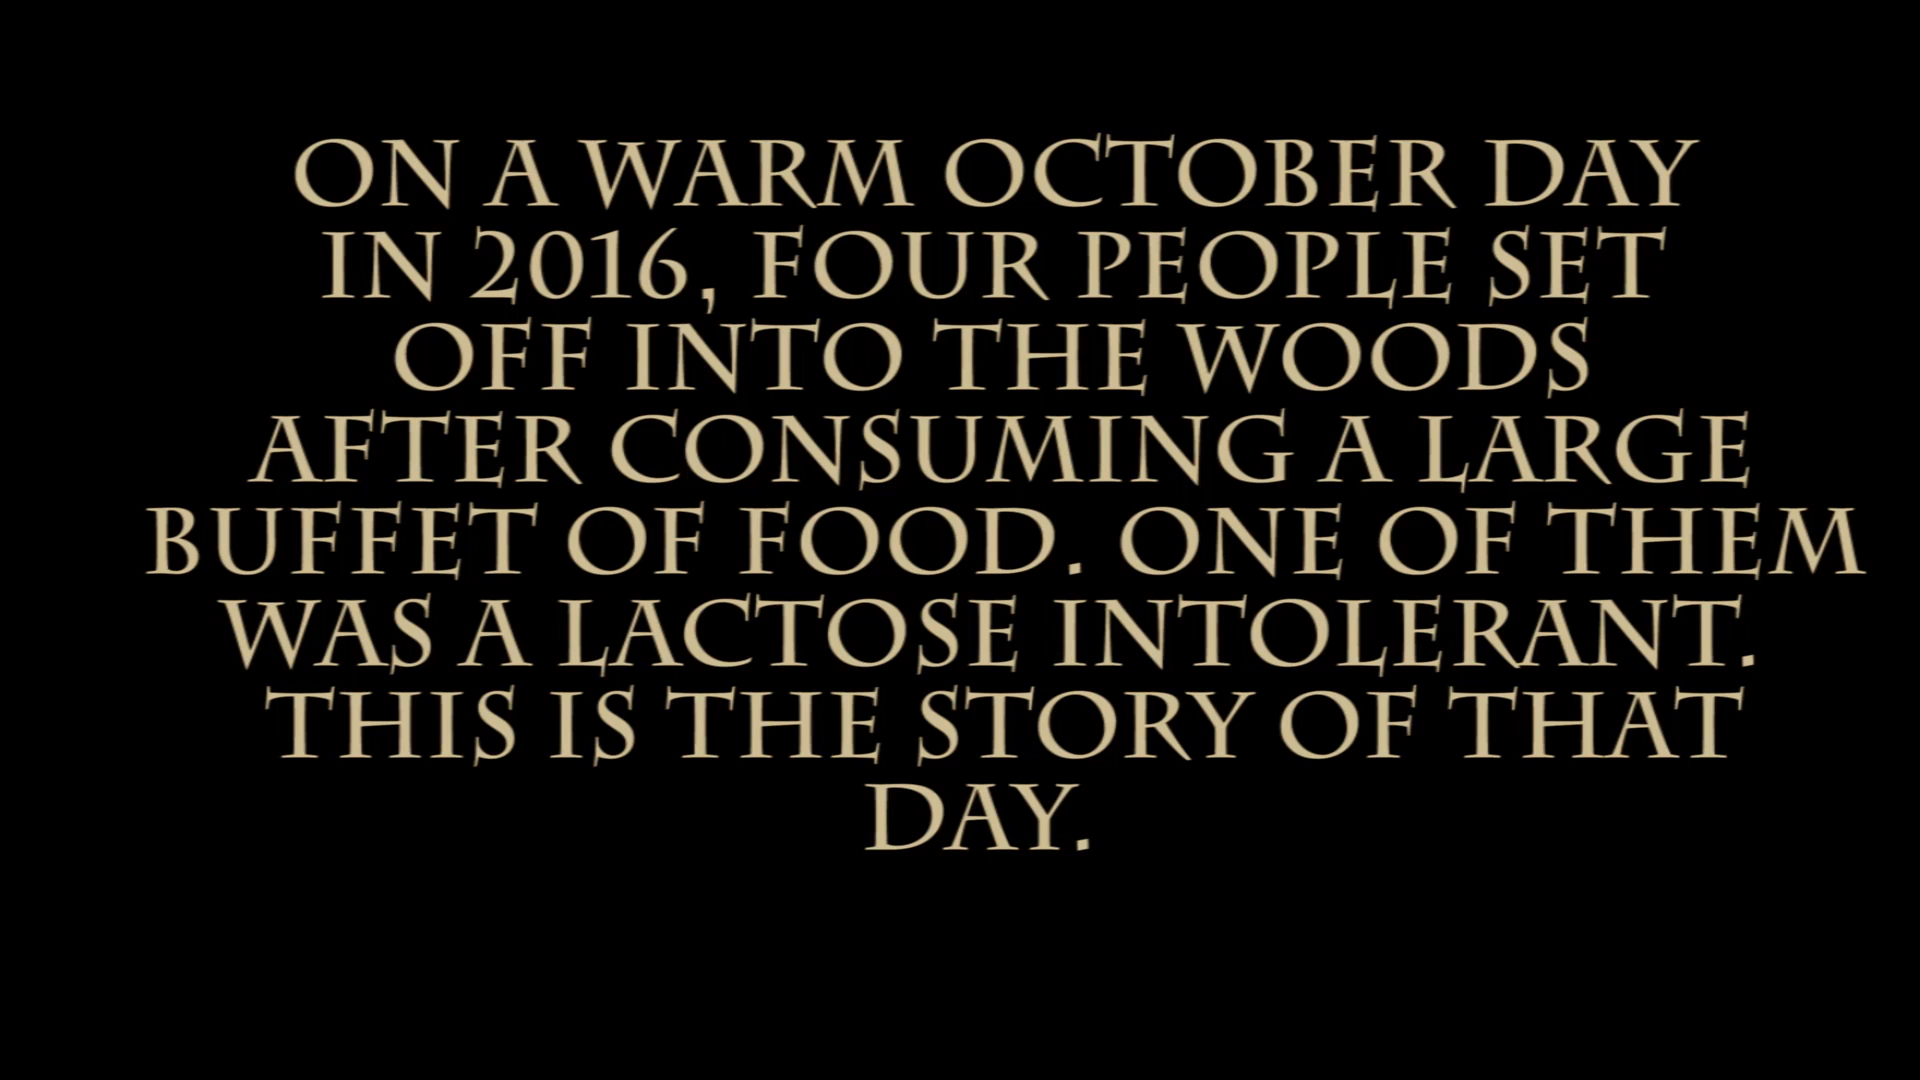 ON A WARM OCTOBER DAY
IN 2016, FOUR PEOPLE SET
OFF INTO THE WOODS
AFTER CONSUMING A LARGE
BUFFET OF FOOD. ONE OF THEM
WAS A LACTOSE INTOLERANT.
THIS IS THE STORY OF THAT
DAY.